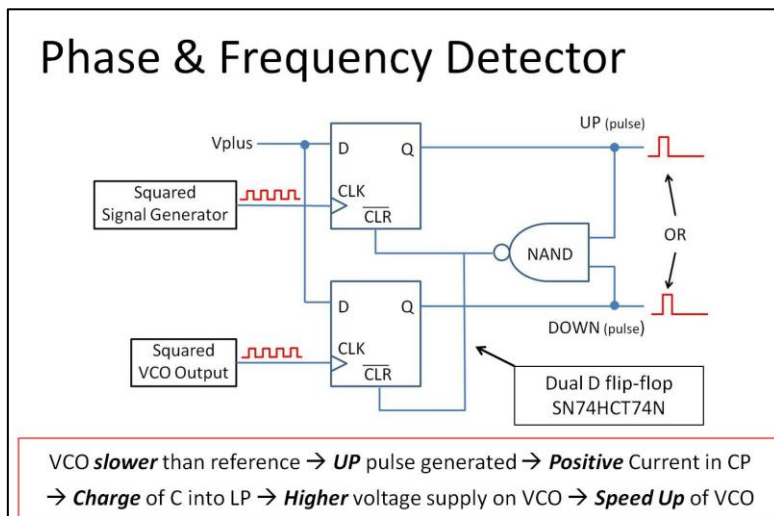 Phase & Frequency Detector
UP (pulse)
Vplus
D
Q
Squared
Signal Generator
CLK
CLR
NAND
OR
D
Q
DOWN (pulse)
Squared
VCO Output
CLK
CLR
Dual D flip-flop
SN74HCT74N
VCO slower than reference → UP pulse generated → Positive Current in CP
→ Charge of C into LP → Higher voltage supply on VCO → Speed Up of VCO